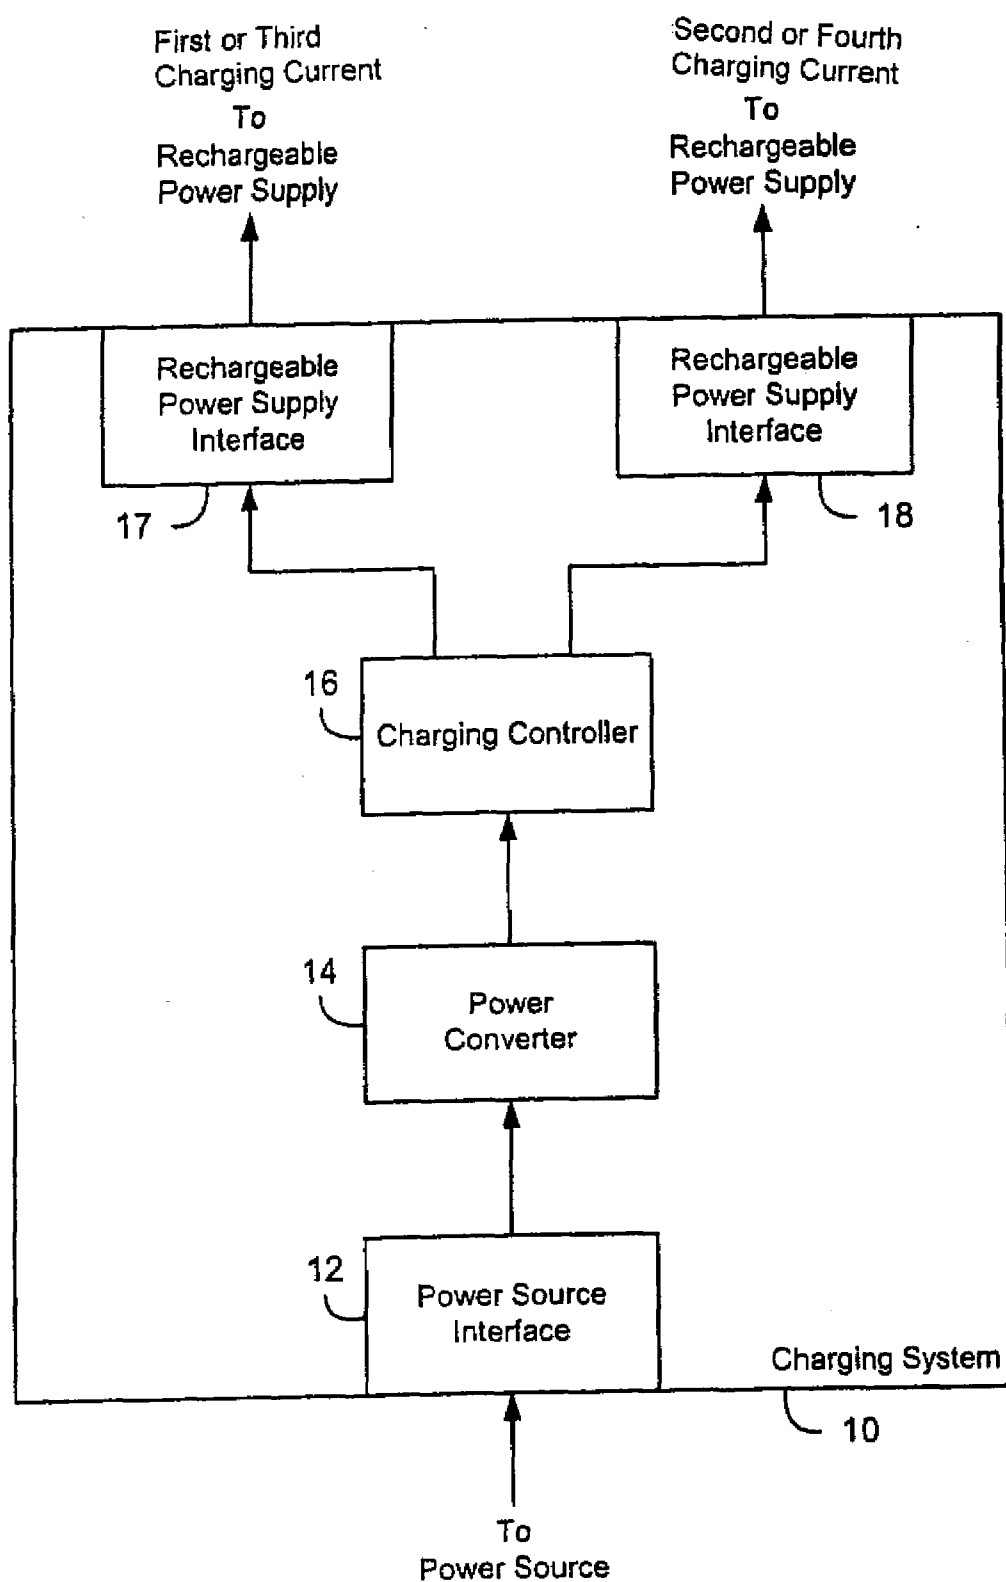 First or Third
Charging Current
To
Rechargeable
Power Supply
Second or Fourth
Charging Current
To
Rechargeable
Power Supply
Rechargeable
Power Supply
Interface
17
Rechargeable
Power Supply
Interface
18
16
Charging Controller
14
Power
Converter
12
Power Source
Interface
Charging System
10
To
Power Source